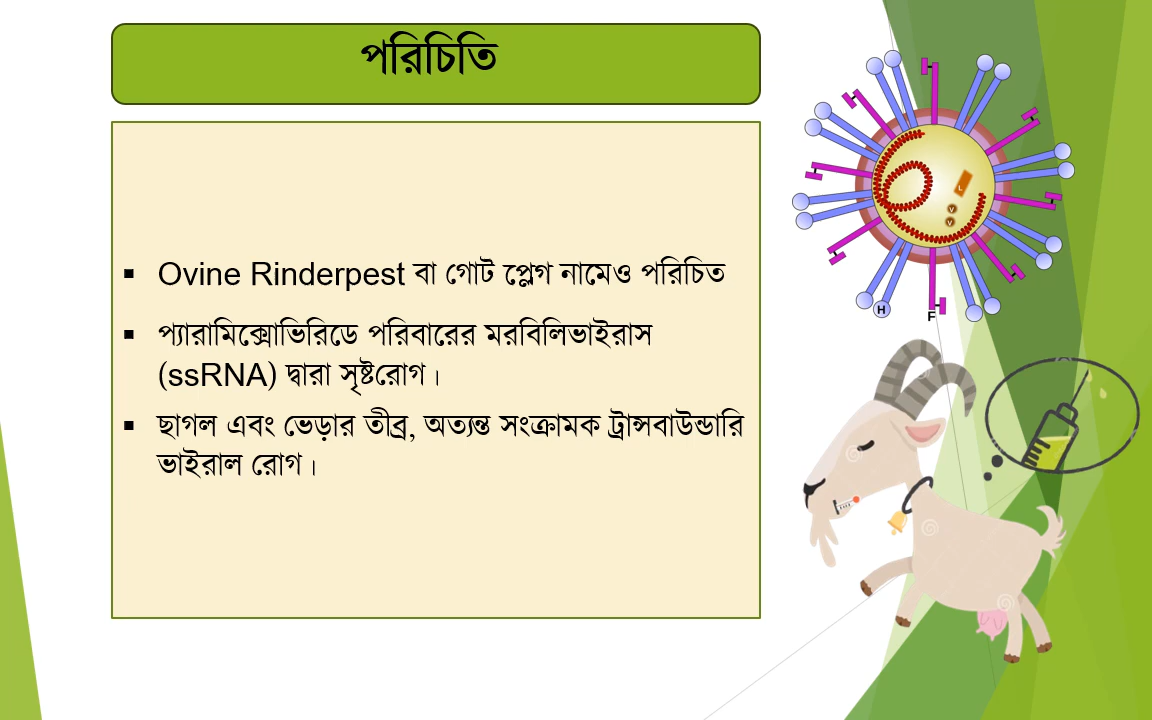 পরিচিতি
▪ Ovine Rinderpest বা গোট প্লেগ নামেও পরিচিত
▪ প্যারামিক্সোভিরিডে পরিবারের মরবিলিভাইরাস
(ssRNA) দ্বারা সৃষ্টরোগ।
▪ ছাগল এবং ভেড়ার তীব্র, অত্যন্ত সংক্রামক ট্রান্সবাউন্ডারি
ভাইরাল রোগ।
L
V
V
H
F